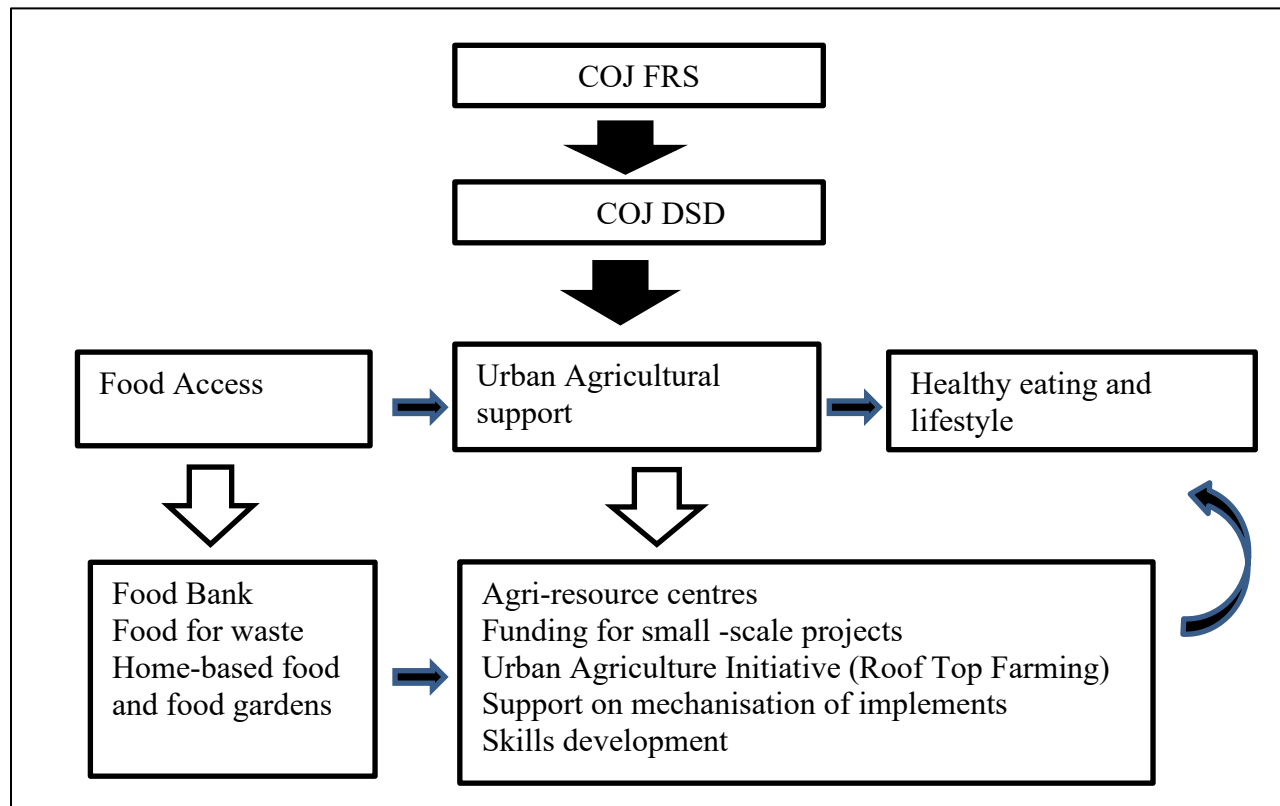 COJ FRS
COJ DSD
Food Access
Urban Agricultural
support
Healthy eating and
lifestyle
Food Bank
Food for waste
Home-based food
and food gardens
Agri-resource centres
Funding for small -scale projects
Urban Agriculture Initiative (Roof Top Farming)
Support on mechanisation of implements
Skills development